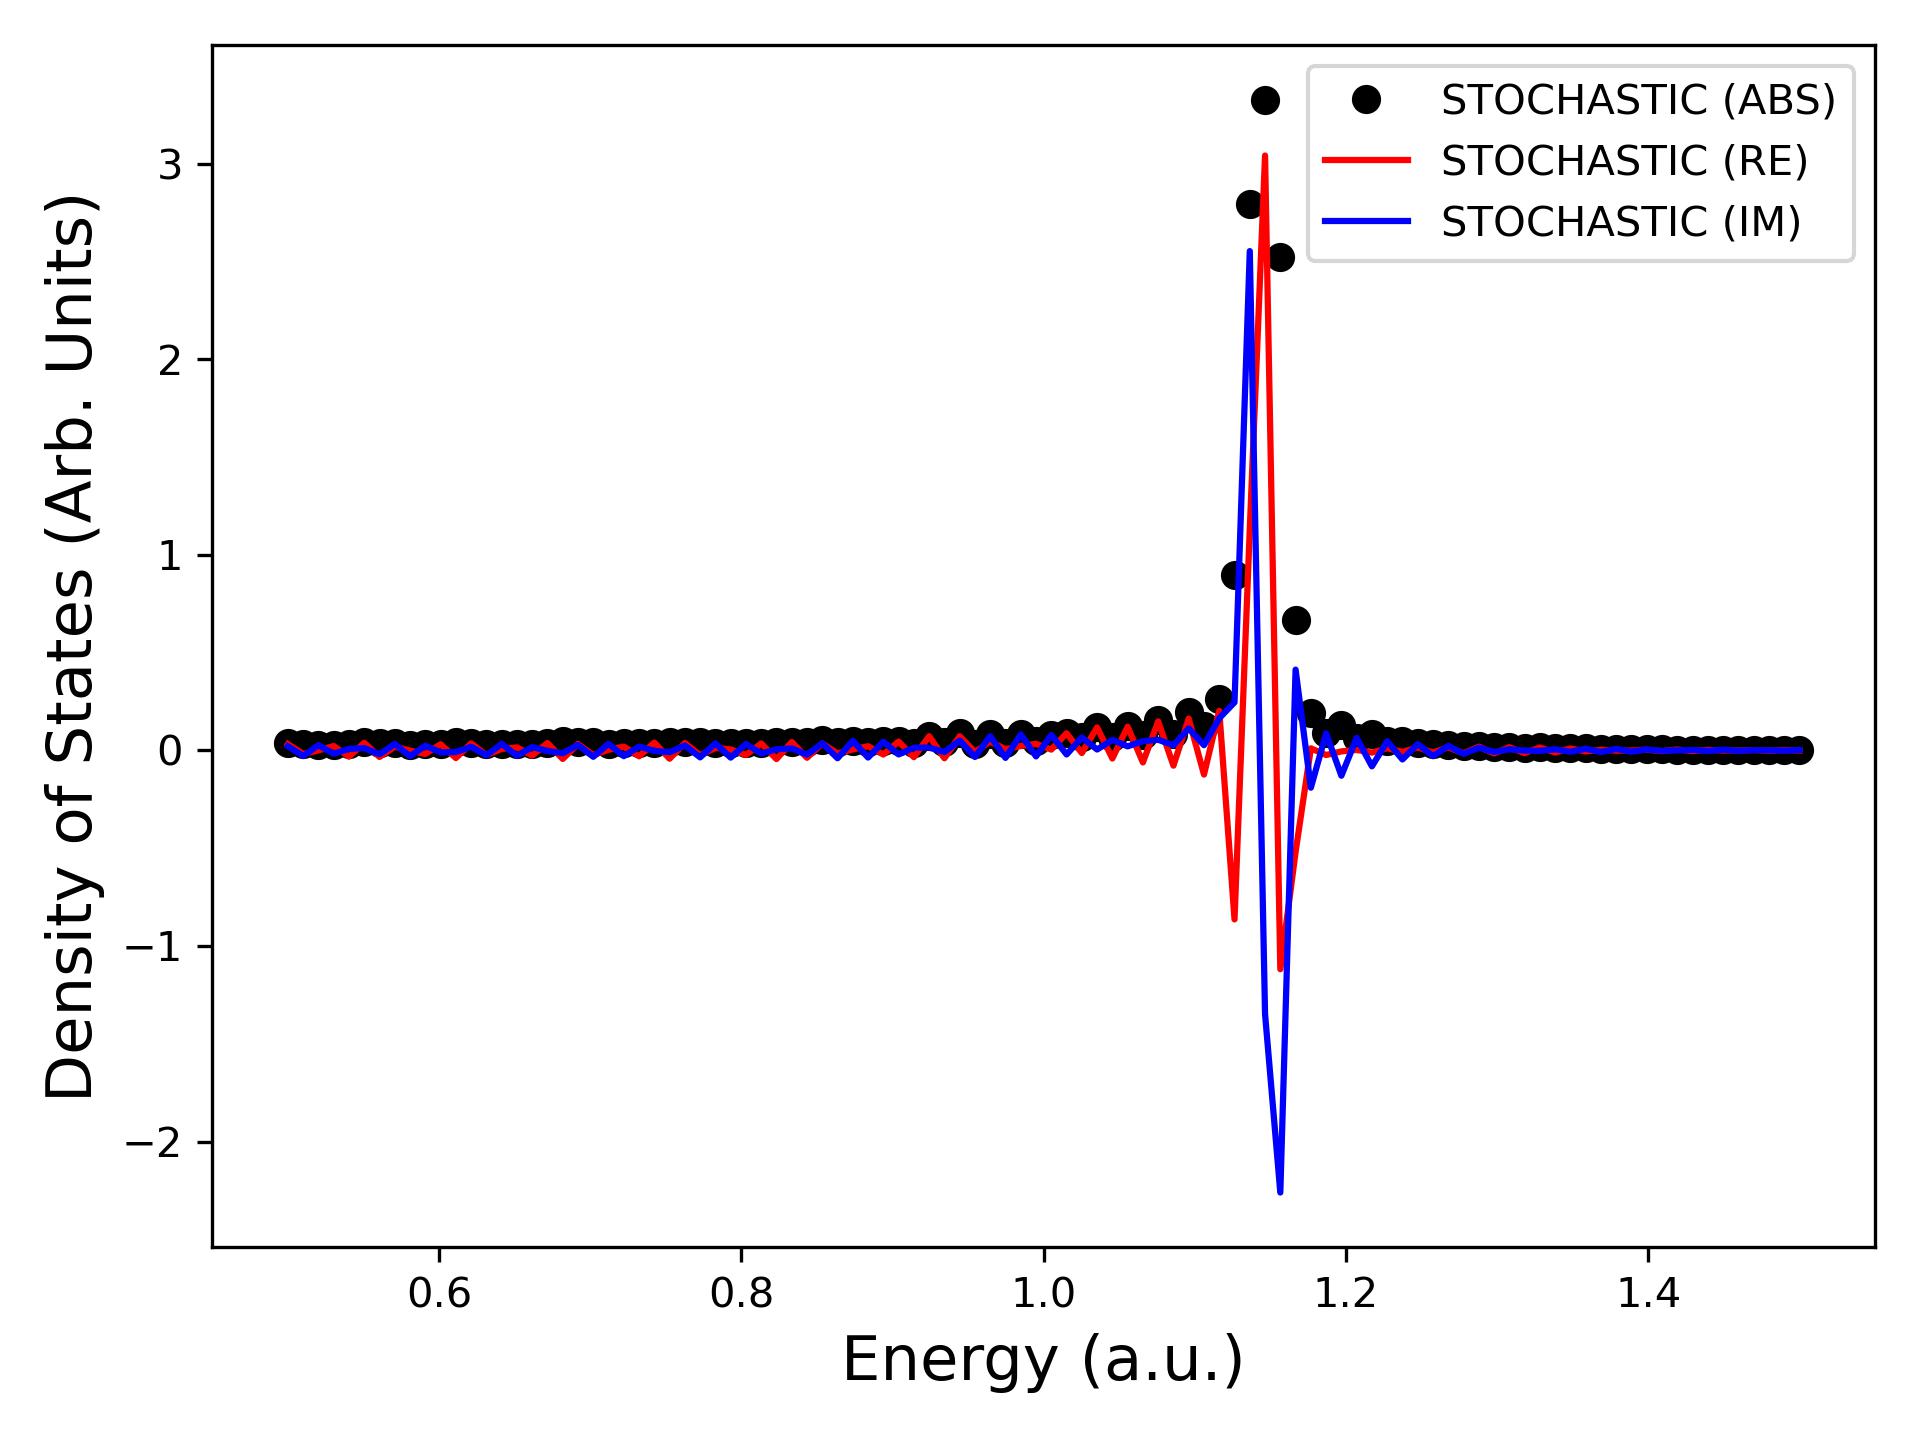 STOCHASTIC (ABS)
STOCHASTIC (RE)
STOCHASTIC (IM)
Density of States (Arb. Units)
3
2
1
0
−1
−2
0.6 0.8 1.0 1.2 1.4
Energy (a.u.)